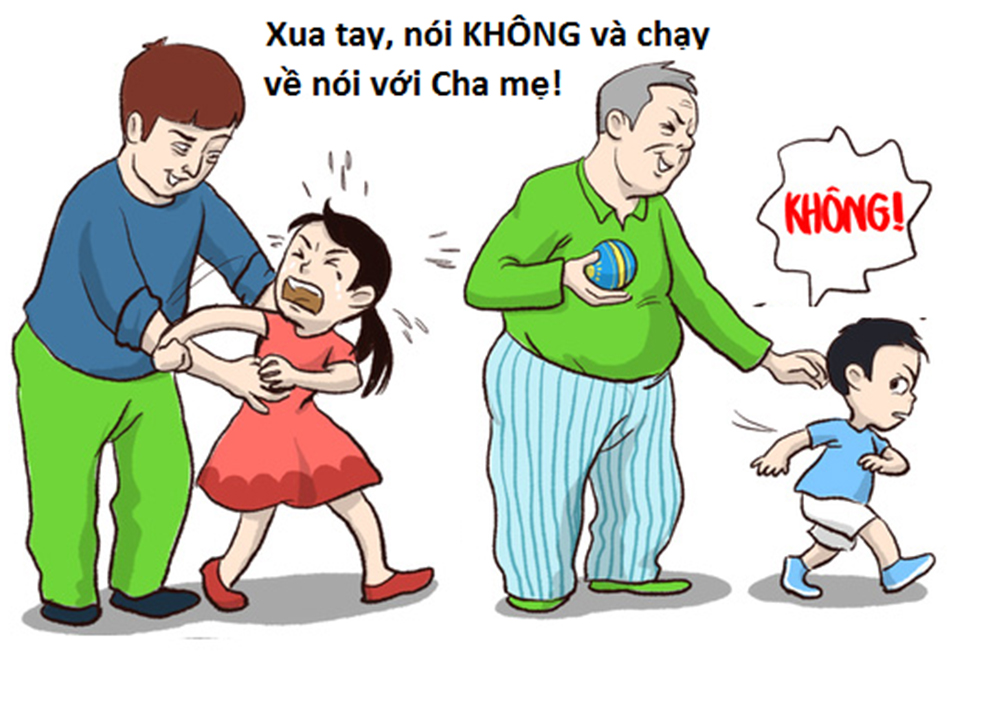 Xua tay, nói KHÔNG và chạy
về nói với Cha mẹ!
KHÔNG!